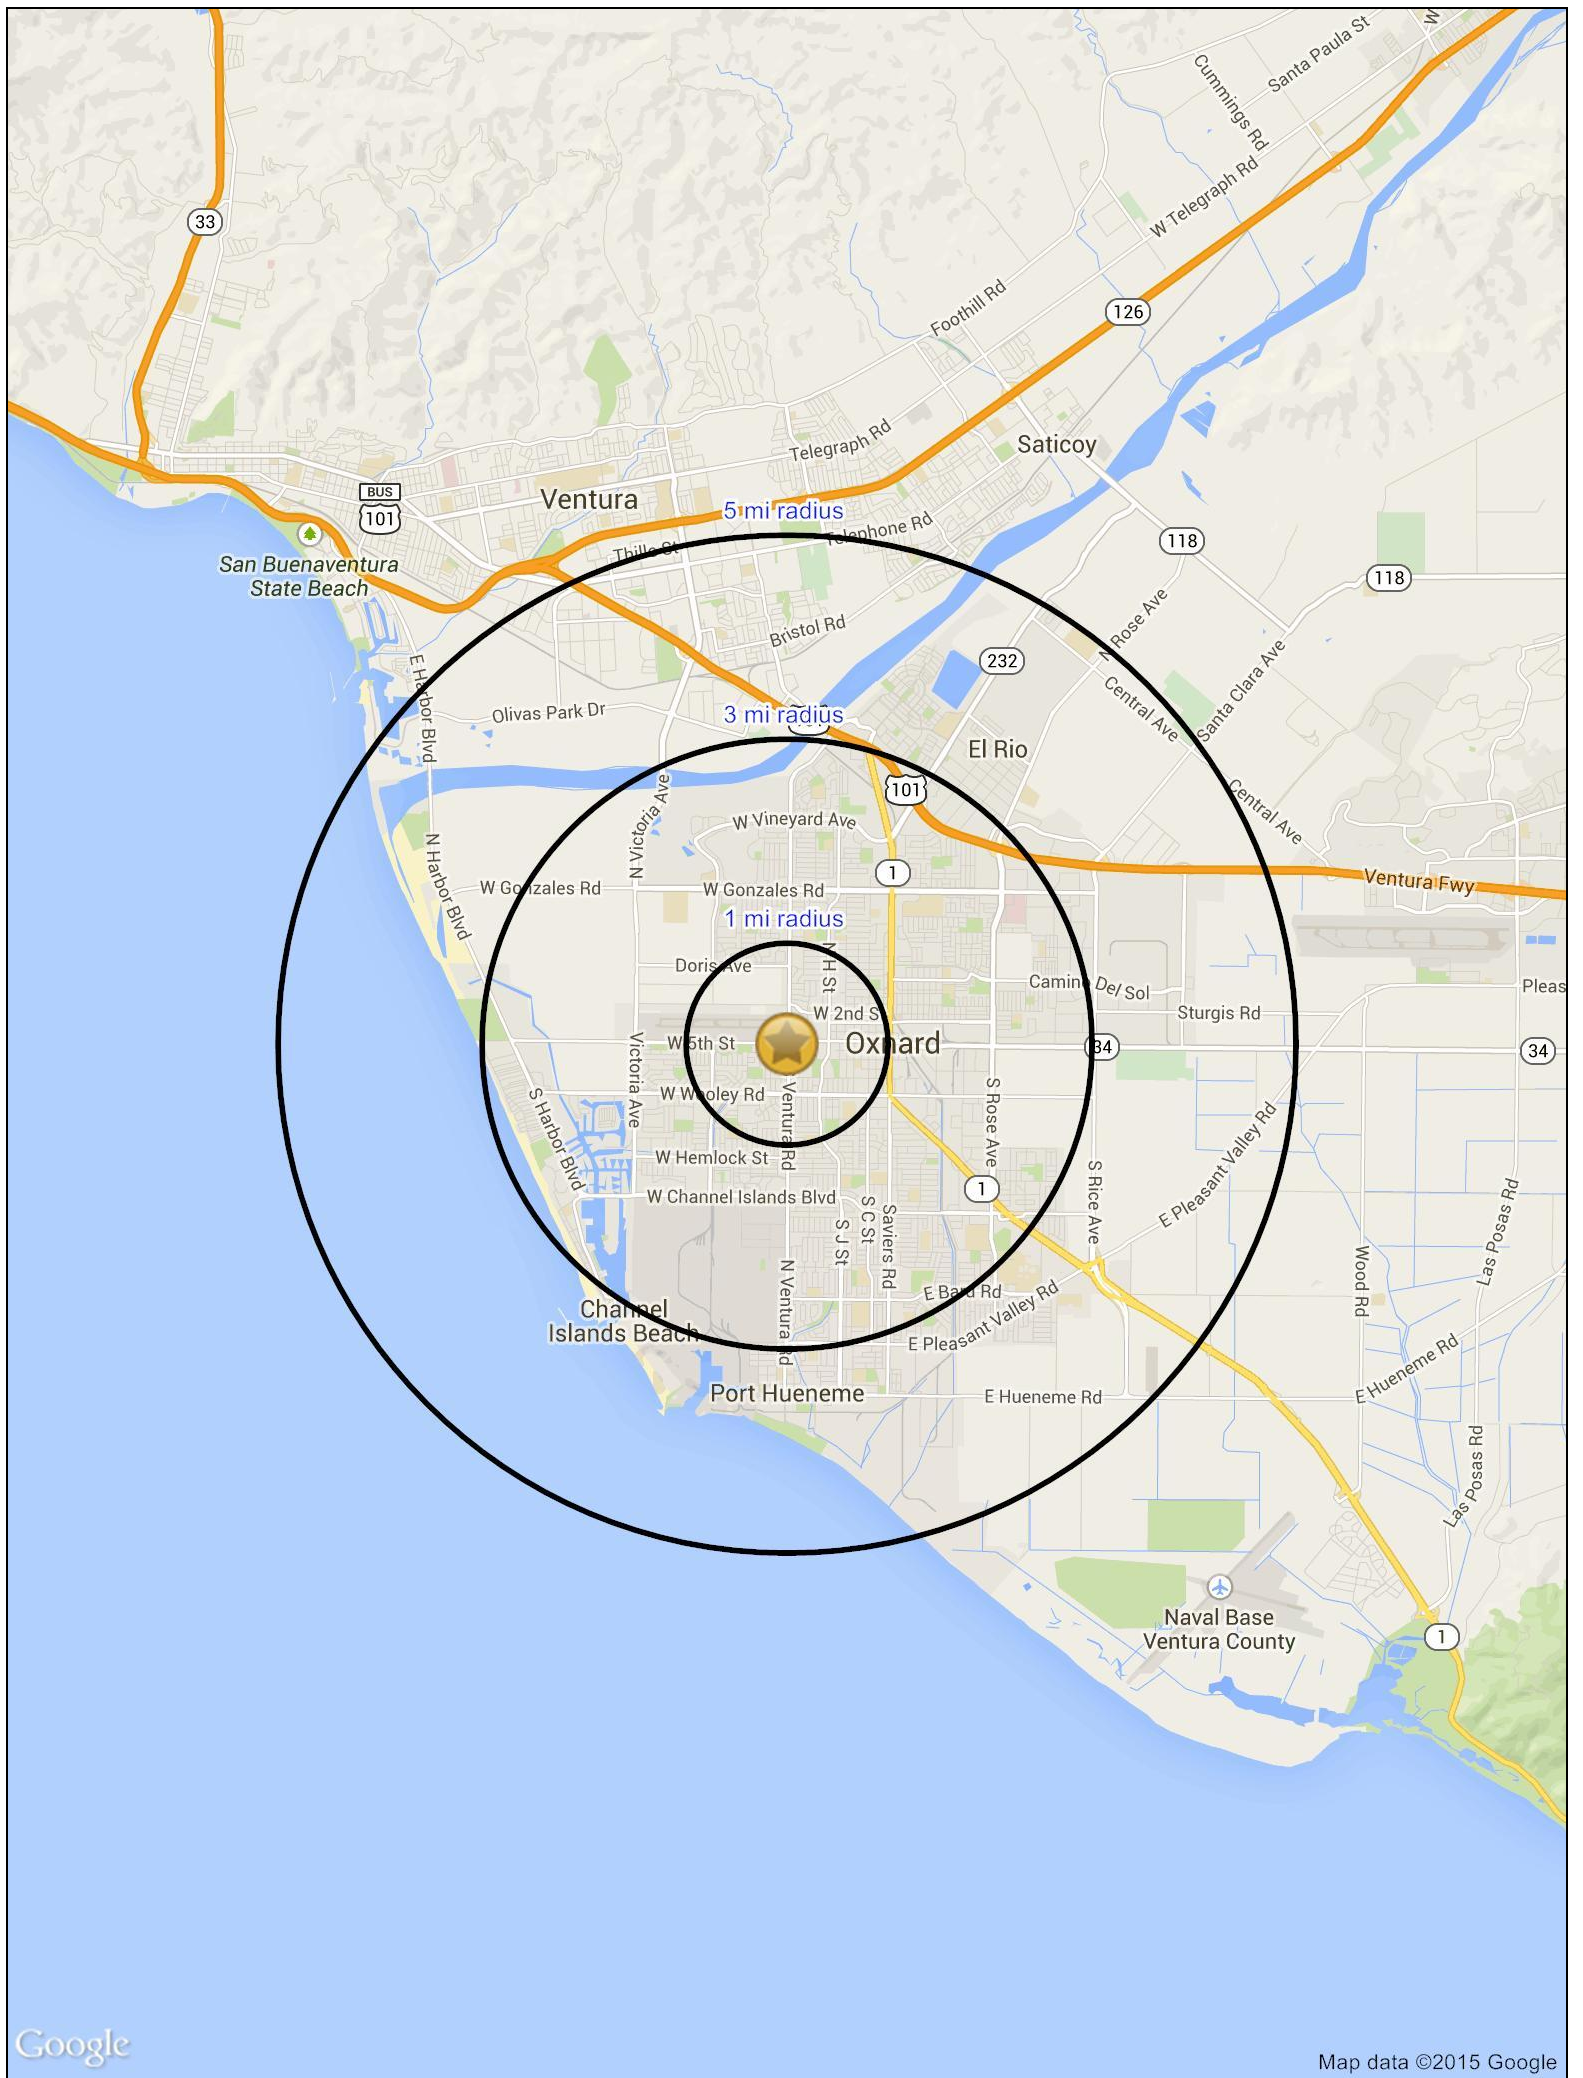 Santa Paula St
W
Cummings Rd
W Telegraph Rd
33
126
Foothill Rd
Telegraph Rd
Saticoy
BUS
101
Ventura
5 mi radius
Telephone Rd
Thille St
118
San Buenaventura
State Beach
118
N Rose Ave
Bristol Rd
232
E Harbor Blvd
Olivas Park Dr
3 mi radius
Central Ave
Santa Clara Ave
El Rio
101
N Victoria Ave
W Vineyard Ave
Central Ave
N Harbor Blvd
1
W Gonzales Rd
W Gonzales Rd
Ventura Fwy
1 mi radius
N H St
Doris Ave
Camino Del Sol
Pleas
W 2nd S
Sturgis Rd
W 5th St
Oxnard
34
34
Victoria Ave
W Wooley Rd
S Harbor Blvd
Ventura Rd
S Rose Ave
E Pleasant Valley Rd
W Hemlock St
S Rice Ave
1
W Channel Islands Blvd
S C St
S J St
Saviers Rd
Las Posas Rd
Wood Rd
N Ventura Rd
E Bard Rd
Channel
Islands Beach
E Pleasant Valley Rd
E Hueneme Rd
Port Hueneme
E Hueneme Rd
Las Posas Rd
Naval Base
Ventura County
1
Google
Map data ©2015 Google